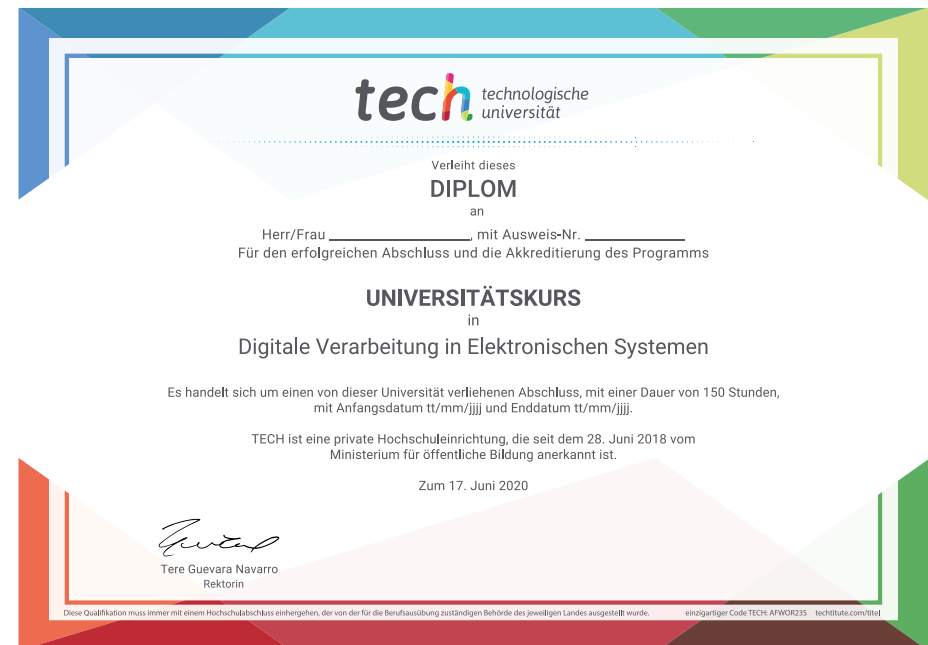 tech technologische
universität
Verleiht dieses
DIPLOM
an
Herr/Frau ____________________, mit Ausweis-Nr. ______________
Für den erfolgreichen Abschluss und die Akkreditierung des Programms
UNIVERSITÄTSKURS
in
Digitale Verarbeitung in Elektronischen Systemen
Es handelt sich um einen von dieser Universität verliehenen Abschluss, mit einer Dauer von 150 Stunden,
mit Anfangsdatum tt/mm/jjjj und Enddatum tt/mm/jjjj.
TECH ist eine private Hochschuleinrichtung, die seit dem 28. Juni 2018 vom
Ministerium für öffentliche Bildung anerkannt ist.
Zum 17. Juni 2020
Tere Guevara Navarro
Rektorin
Diese Qualifikation muss immer mit einem Hochschulabschluss einhergehen, der von der für die Berufsausübung zuständigen Behörde des jeweiligen Landes ausgestellt wurde. einzigartiger Code TECH: AFWOR23S techtitute.com/titel